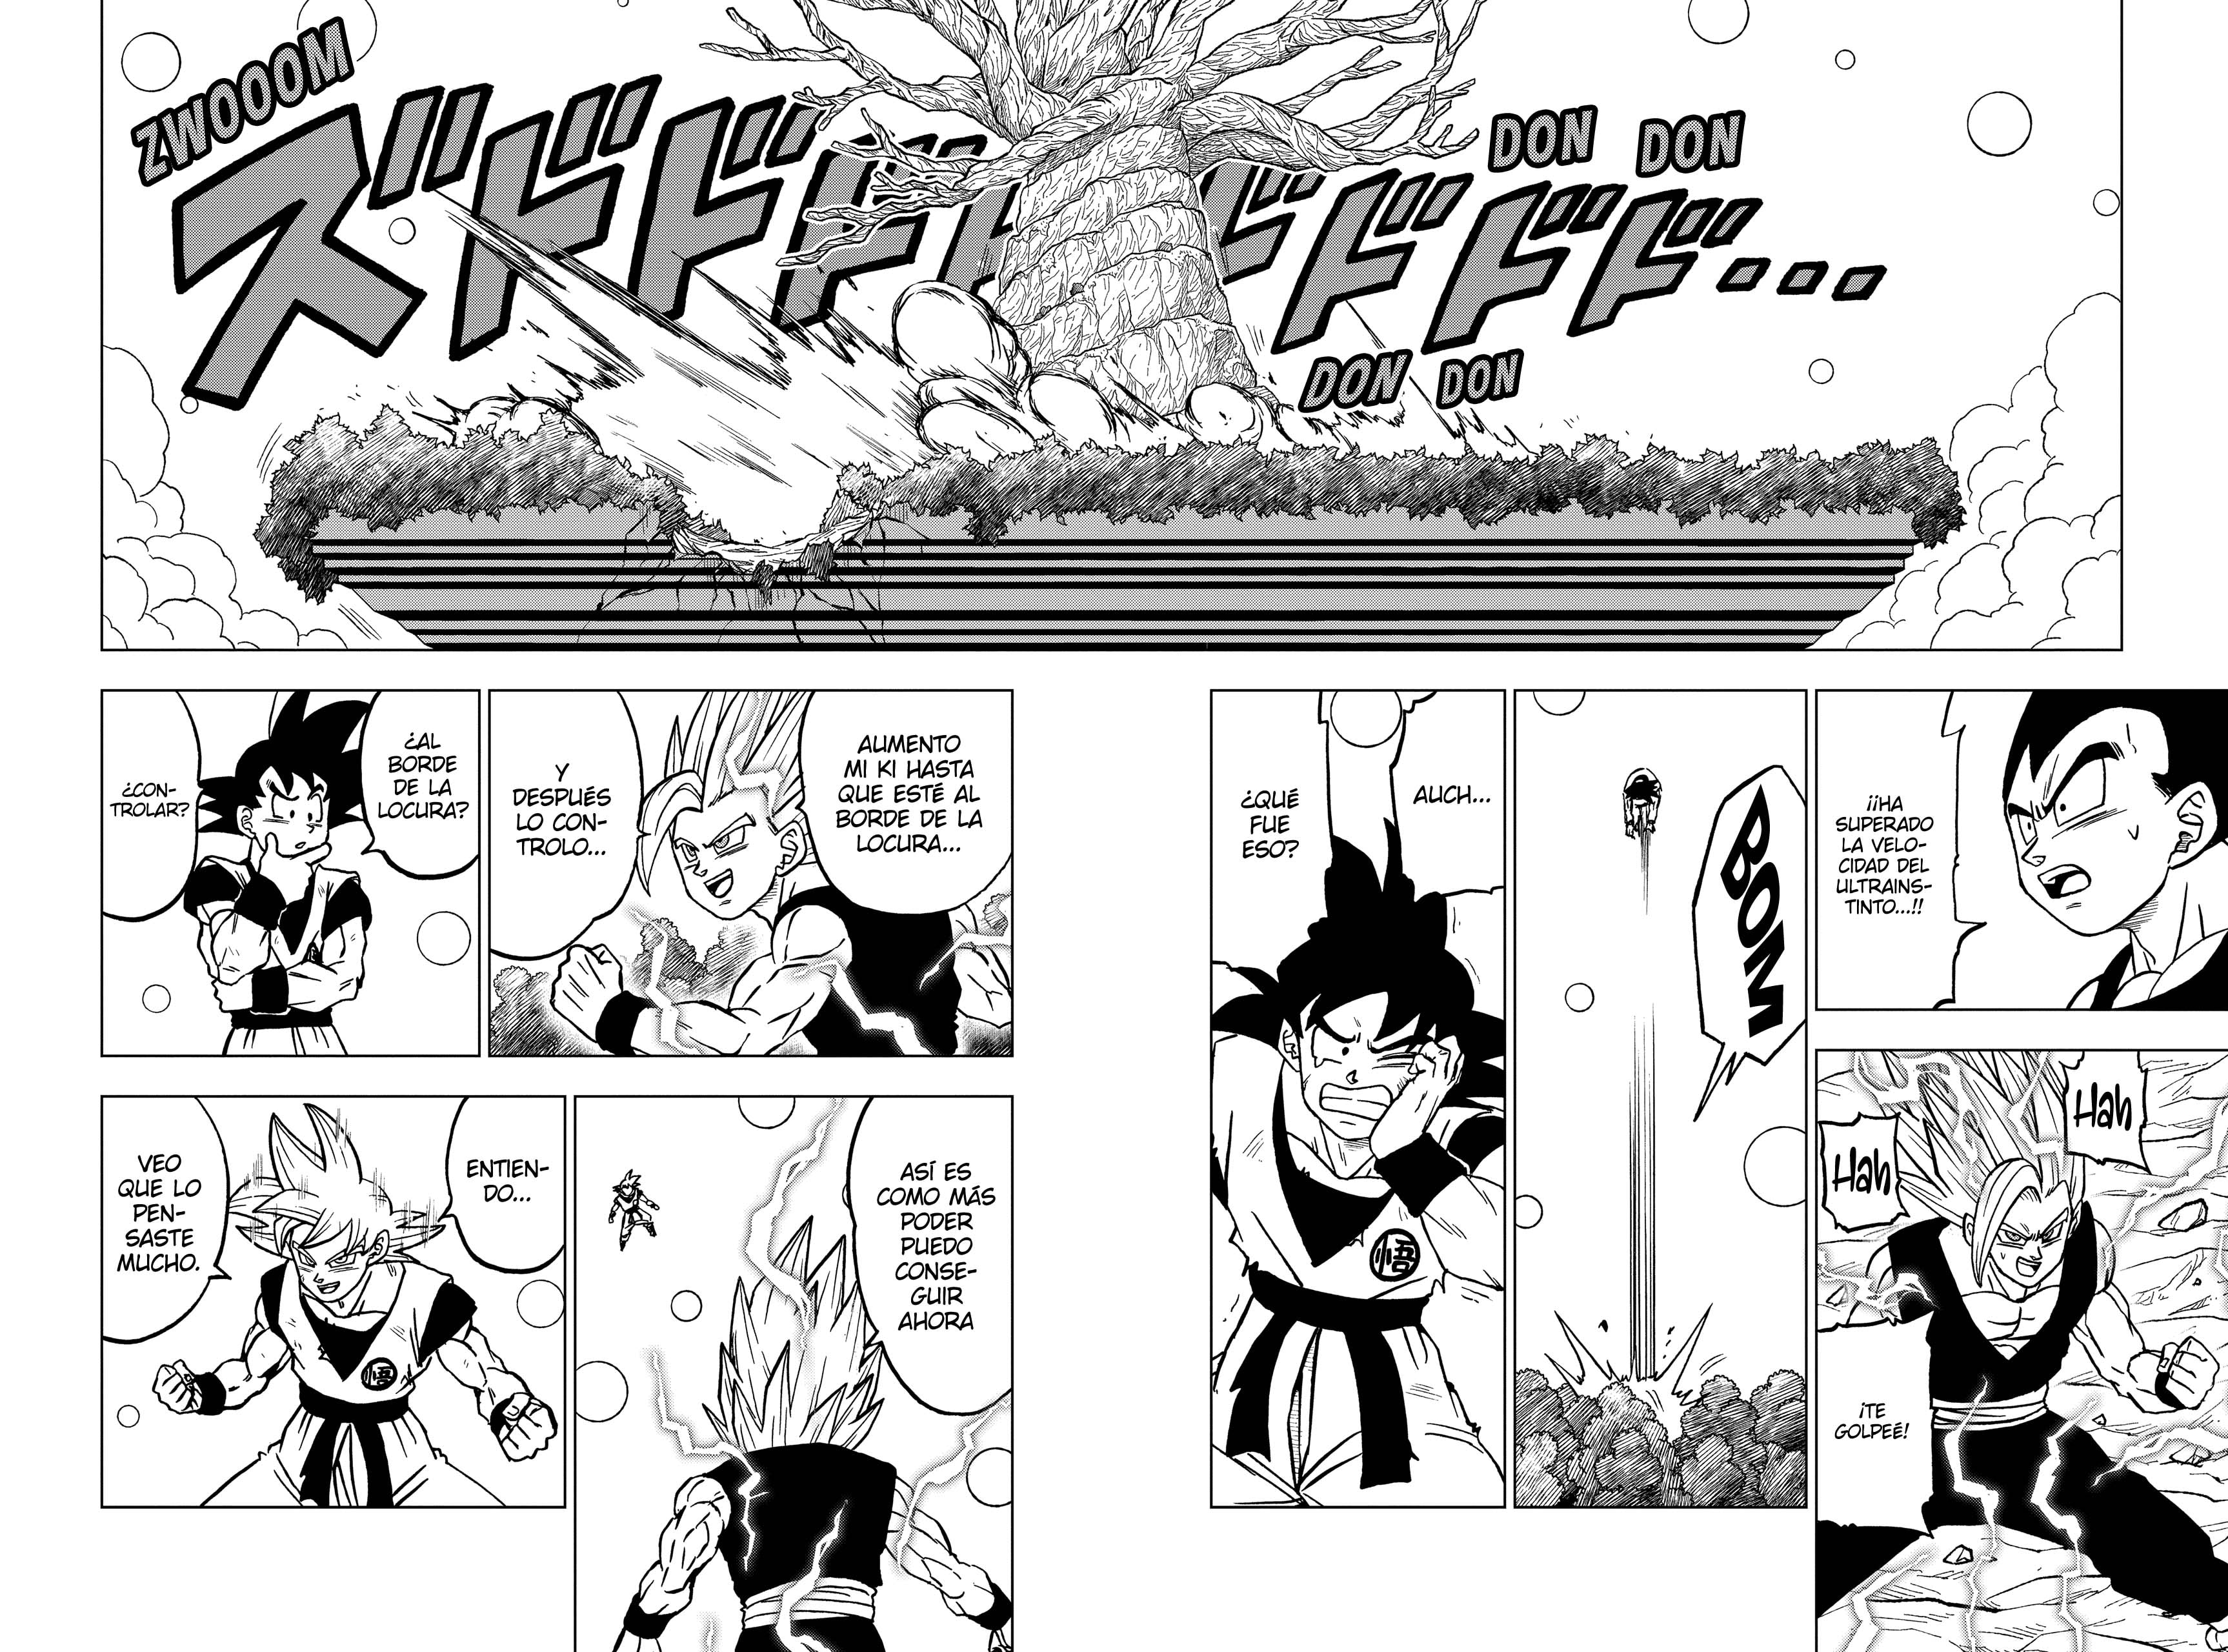 ZWOOOM
ズドドドドドドドド...
DON DON
DON DON
¡¡HA
SUPERADO
LA VELO-
CIDAD DEL
ULTRAINS-
TINTO...!!
Hah
Hah
¡TE
GOLPEÉ!
BOM
AUCH...
¿QUÉ
FUE
ESO?
悟
AUMENTO
MI KI HASTA
QUE ESTÉ AL
BORDE DE LA
LOCURA...
Y
DESPUÉS
LO CON-
TROLO...
¿AL
BORDE
DE LA
LOCURA?
¿CON-
TROLAR?
ASÍ ES
COMO MÁS
PODER
PUEDO
CONSE-
GUIR
AHORA
ENTIEN-
DO...
VEO
QUE LO
PEN-
SASTE
MUCHO.
悟